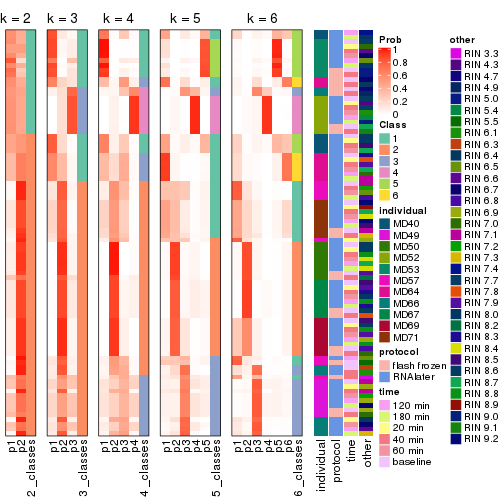 k = 2
k = 3
k = 4
k = 5
k = 6
p1
p2
2_classes
p1
p2
p3
3_classes
p1
p2
p3
p4
4_classes
p1
p2
p3
p4
p5
5_classes
p1
p2
p3
p4
p5
p6
6_classes
individual
protocol
time
other
Prob
1
0.8
0.6
0.4
0.2
0
Class
1
2
3
4
5
6
individual
MD40
MD49
MD50
MD52
MD53
MD57
MD64
MD66
MD67
MD69
MD71
protocol
flash frozen
RNAlater
time
120 min
180 min
20 min
40 min
60 min
baseline
other
RIN 3.3
RIN 4.3
RIN 4.7
RIN 4.9
RIN 5.0
RIN 5.4
RIN 5.5
RIN 6.1
RIN 6.3
RIN 6.4
RIN 6.5
RIN 6.6
RIN 6.7
RIN 6.8
RIN 6.9
RIN 7.0
RIN 7.1
RIN 7.2
RIN 7.3
RIN 7.4
RIN 7.7
RIN 7.8
RIN 7.9
RIN 8.0
RIN 8.2
RIN 8.3
RIN 8.4
RIN 8.5
RIN 8.6
RIN 8.7
RIN 8.8
RIN 8.9
RIN 9.0
RIN 9.1
RIN 9.2